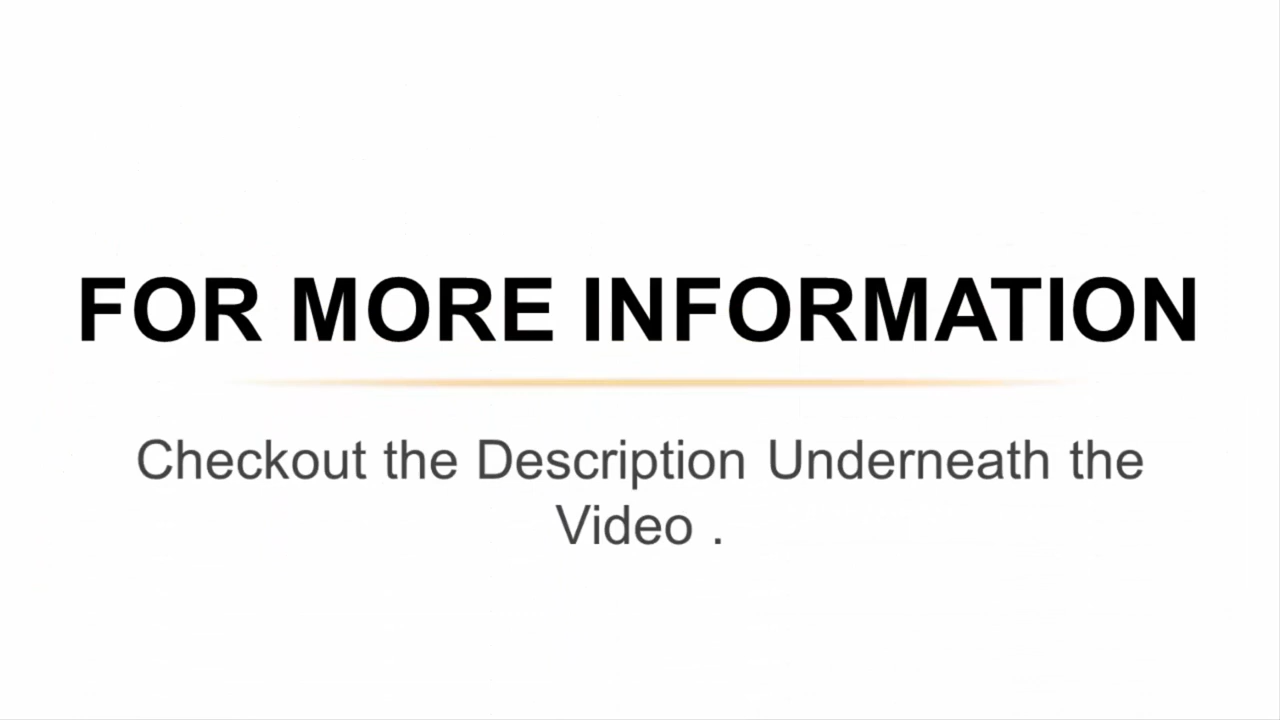 FOR MORE INFORMATION
Checkout the Description Underneath the
Video .